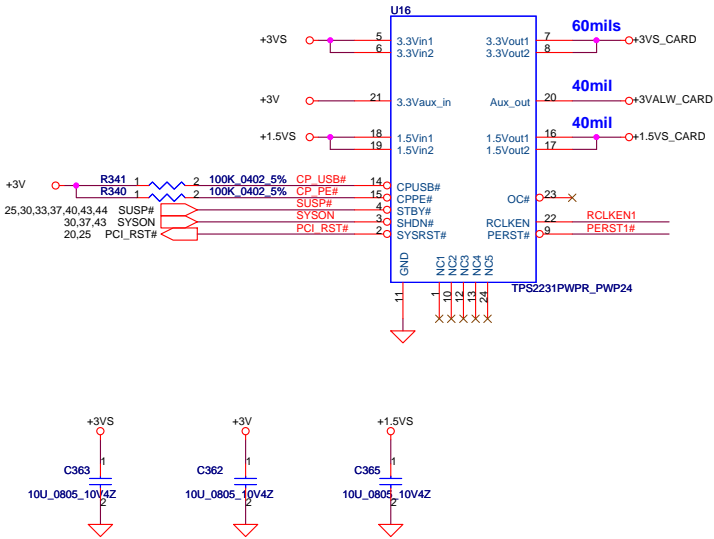 U16
+3VS 5 3.3Vin1 3.3Vout1 7 60mils +3VS_CARD
6 3.3Vin2 3.3Vout2 8
+3V 21 3.3Vaux_in Aux_out 20 40mil +3VALW_CARD
+1.5VS 18 1.5Vin1 1.5Vout1 16 40mil +1.5VS_CARD
19 1.5Vin2 1.5Vout2 17
+3V R341 1 2 100K_0402_5% CP_USB# 14 CPUSB#
R340 1 2 100K_0402_5% CP_PE# 15 CPPE# OC# 23
25,30,33,37,40,43,44 SUSP# SUSP# 4 STBY#
30,37,43 SYSON SYSON 3 SHDN# RCLKEN 22 RCLKEN1
20,25 PCI_RST# PCI_RST# 2 SYSRST# PERST# 9 PERST1#
GND NC1 NC2 NC3 NC4 NC5
11 1 10 12 13 24
TPS2231PWPR_PWP24
+3VS +3V +1.5VS
1 1 1
C363 C362 C365
10U_0805_10V4Z 10U_0805_10V4Z 10U_0805_10V4Z
2 2 2